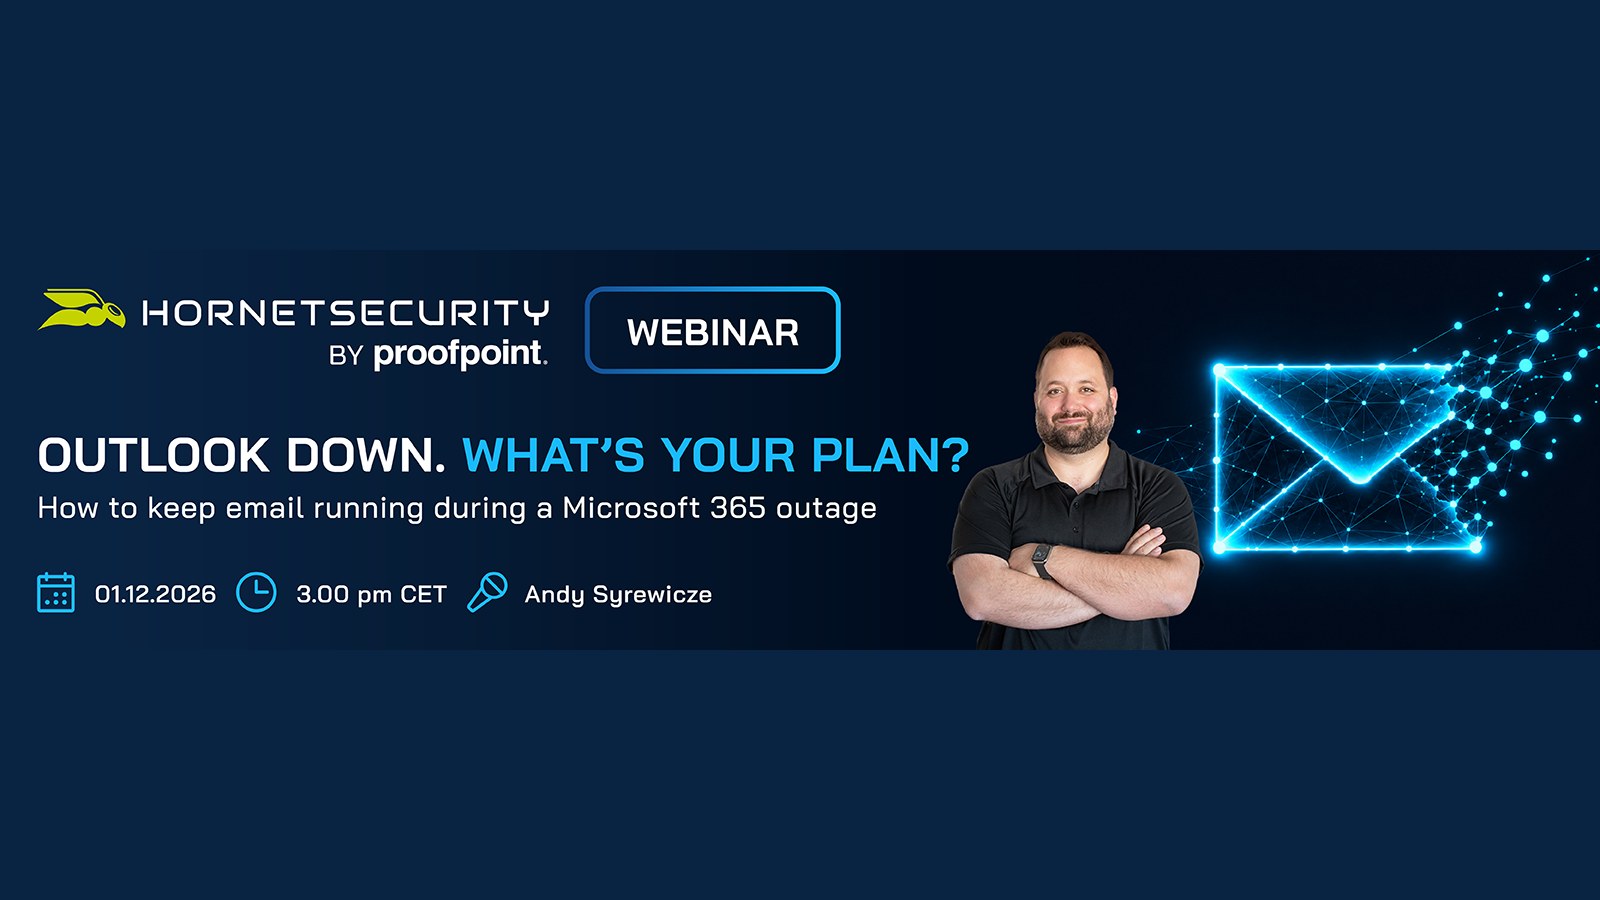 HORNETSECURITY
BY proofpoint.
WEBINAR
OUTLOOK DOWN. WHAT'S YOUR PLAN?
How to keep email running during a Microsoft 365 outage
01.12.2026 3.00 pm CET Andy Syrewicze